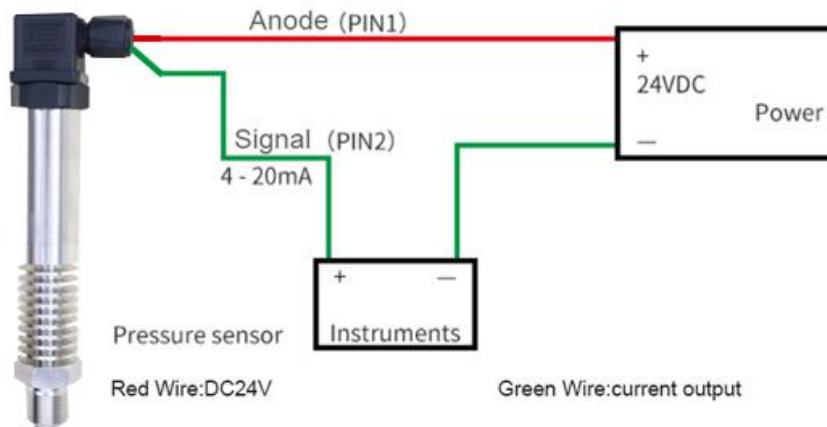 Anode (PIN1)
+
24VDC
Power
—
Signal (PIN2)
4 - 20mA
+ —
Instruments
Pressure sensor
Red Wire:DC24V
Green Wire:current output